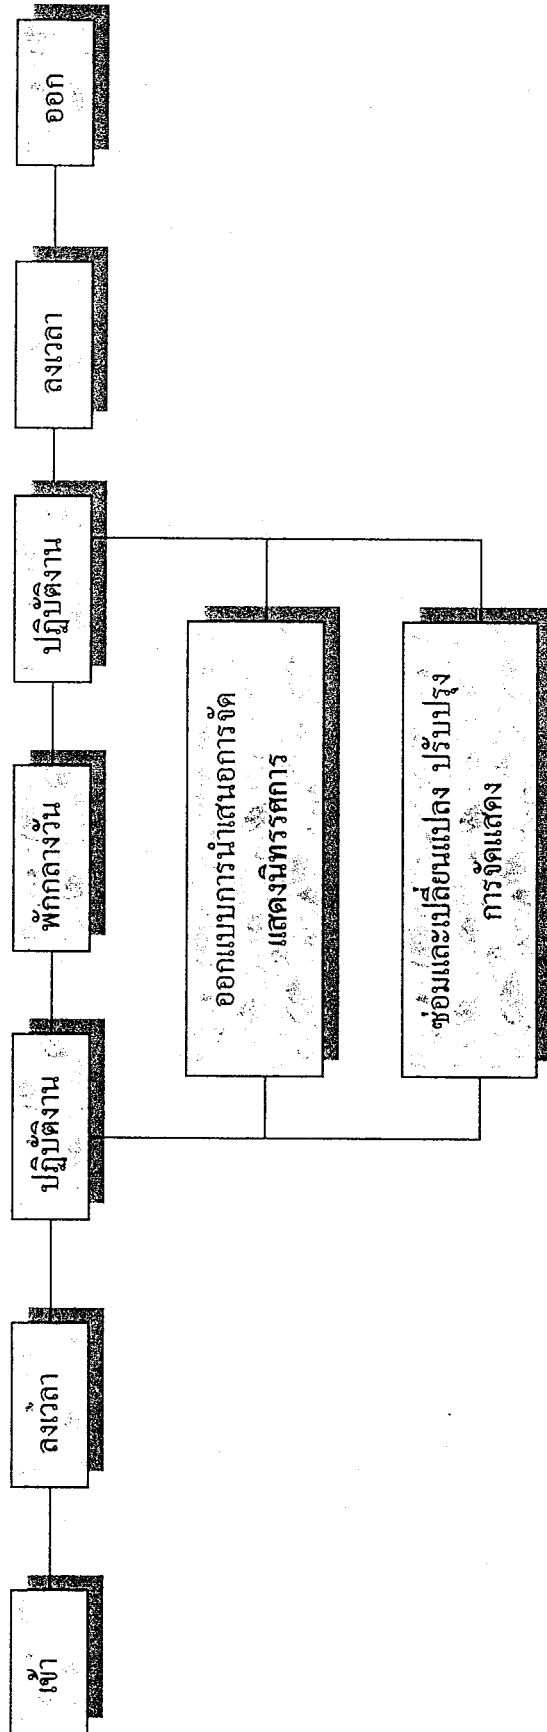 เข้า
ลงเวลา
ปฏิบัติงาน
พักกลางวัน
ปฏิบัติงาน
ลงเวลา
ออก
ออกแบบการนำเสนอการจัด
แสดงนิทรรศการ
ซ่อมและเปลี่ยนแปลง ปรับปรุง
การจัดแสดง